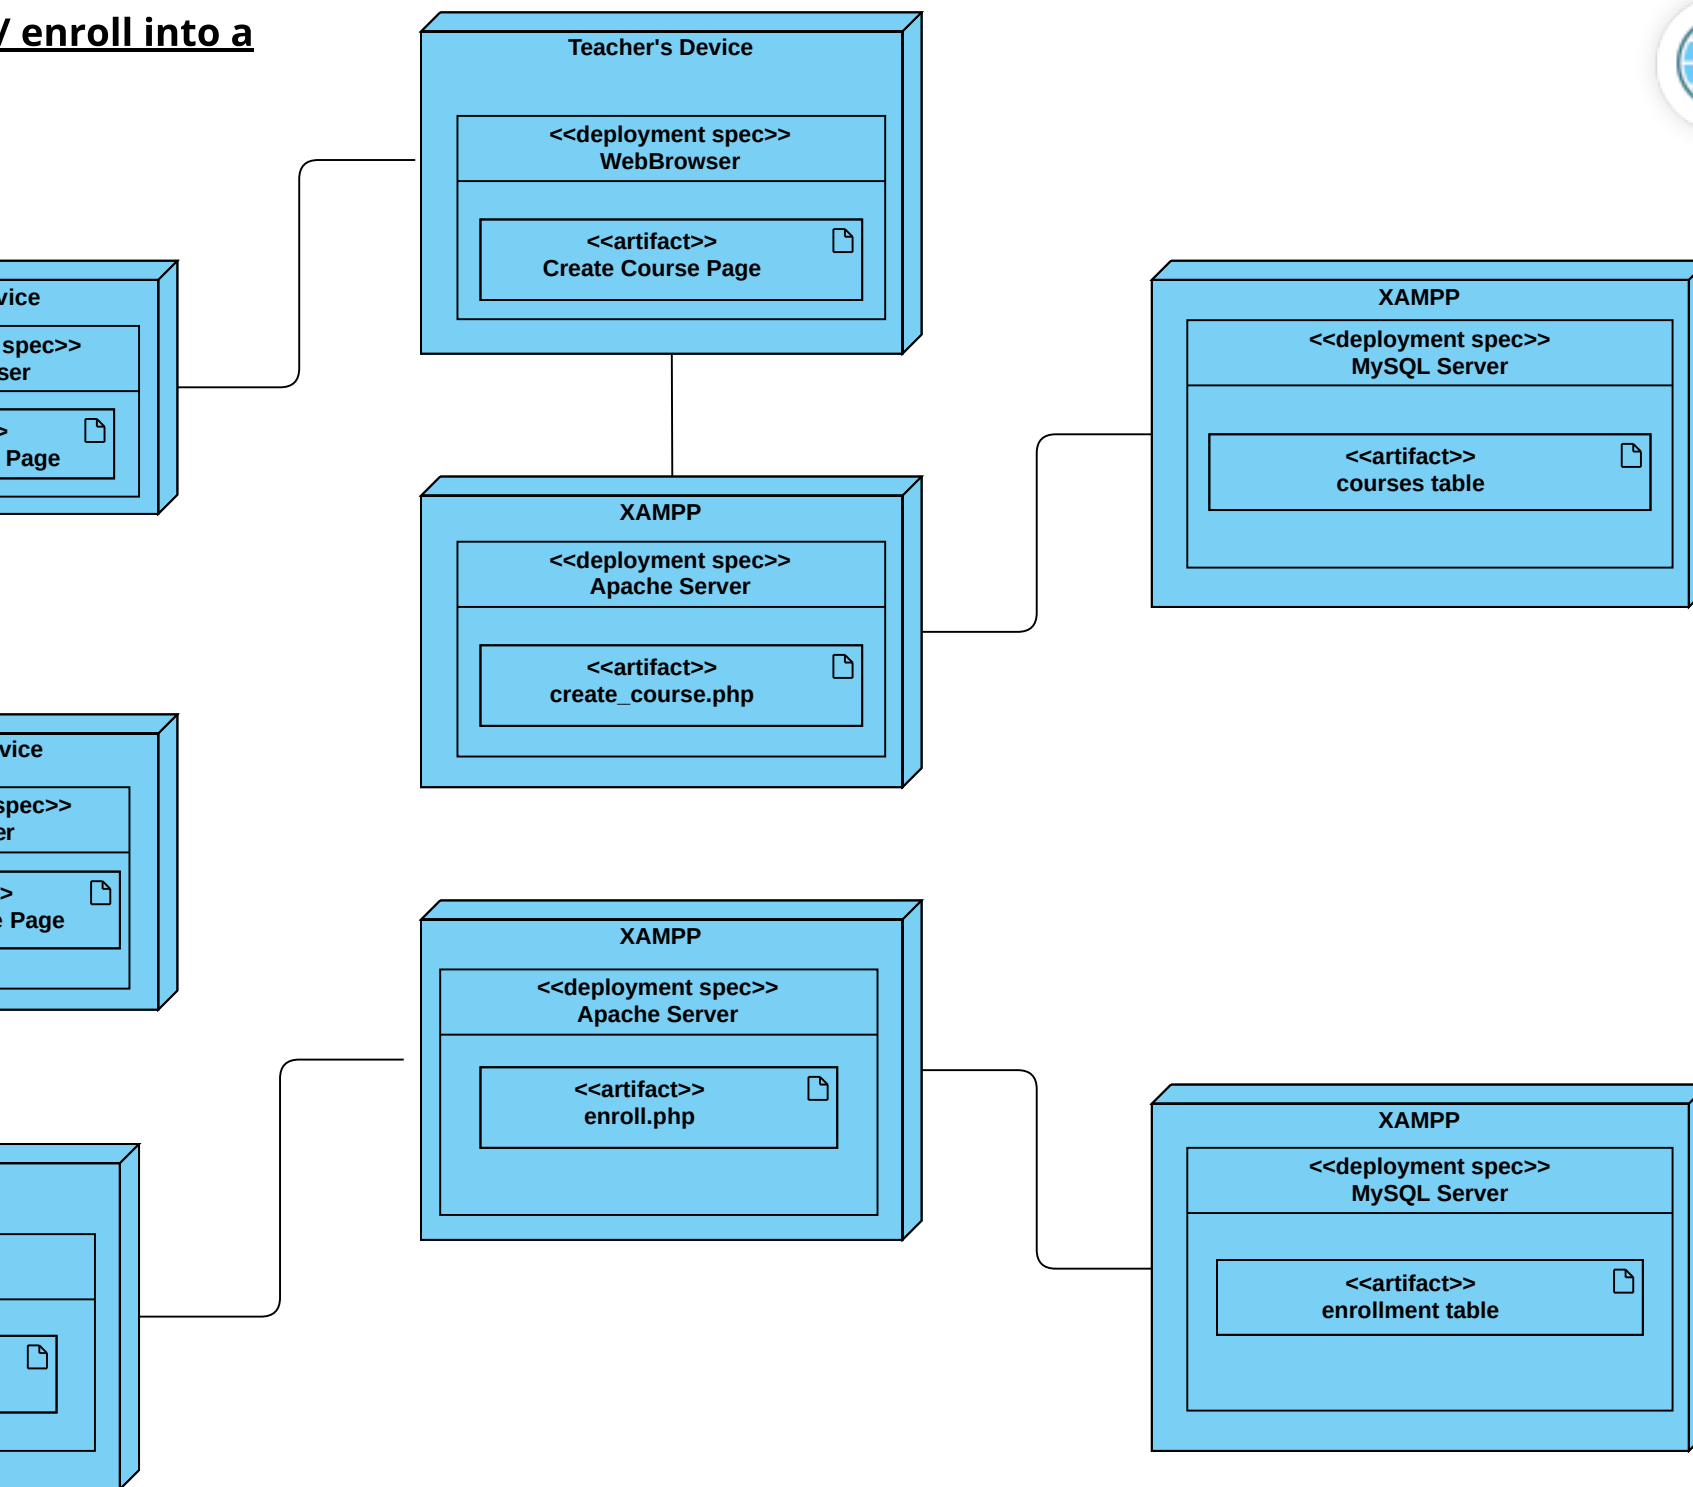 / enroll into a
Teacher's Device
<<deployment spec>>
WebBrowser
<<artifact>>
Create Course Page
vice
spec>>
ser
>
Page
XAMPP
<<deployment spec>>
MySQL Server
<<artifact>>
courses table
XAMPP
<<deployment spec>>
Apache Server
<<artifact>>
create_course.php
vice
spec>>
er
>
e Page
XAMPP
<<deployment spec>>
Apache Server
<<artifact>>
enroll.php
XAMPP
<<deployment spec>>
MySQL Server
<<artifact>>
enrollment table